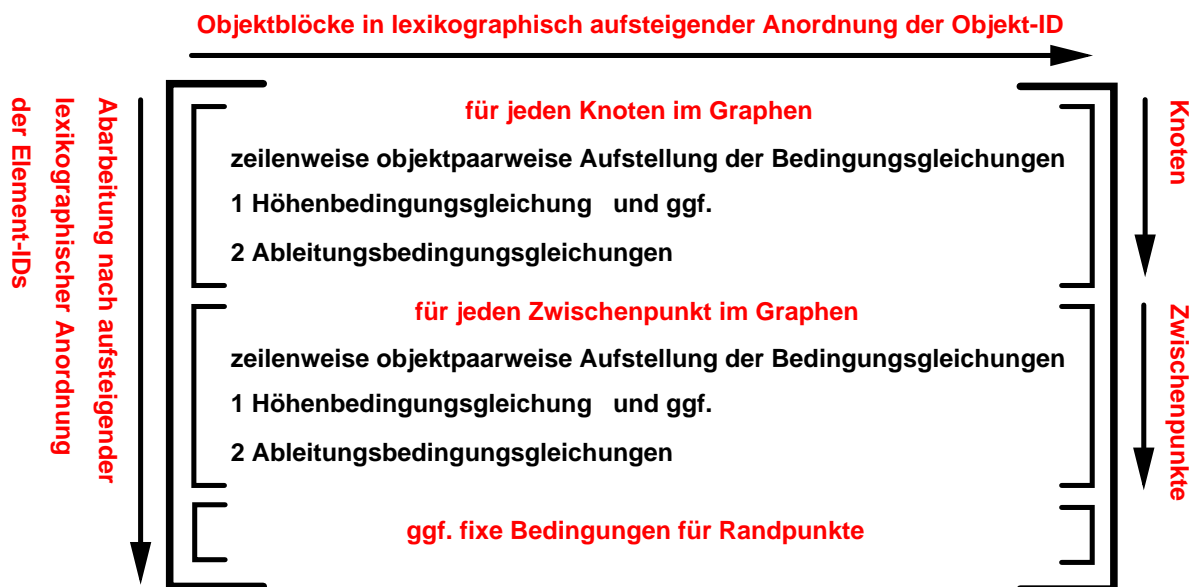 Objektblöcke in lexikographisch aufsteigender Anordnung der Objekt-ID
Abarbeitung nach aufsteigender
lexikographischer Anordnung
der Element-IDs
für jeden Knoten im Graphen
zeilenweise objektpaarweise Aufstellung der Bedingungsgleichungen
1 Höhenbedingungsgleichung und ggf.
2 Ableitungsbedingungsgleichungen
Knoten
für jeden Zwischenpunkt im Graphen
zeilenweise objektpaarweise Aufstellung der Bedingungsgleichungen
1 Höhenbedingungsgleichung und ggf.
2 Ableitungsbedingungsgleichungen
Zwischenpunkte
ggf. fixe Bedingungen für Randpunkte